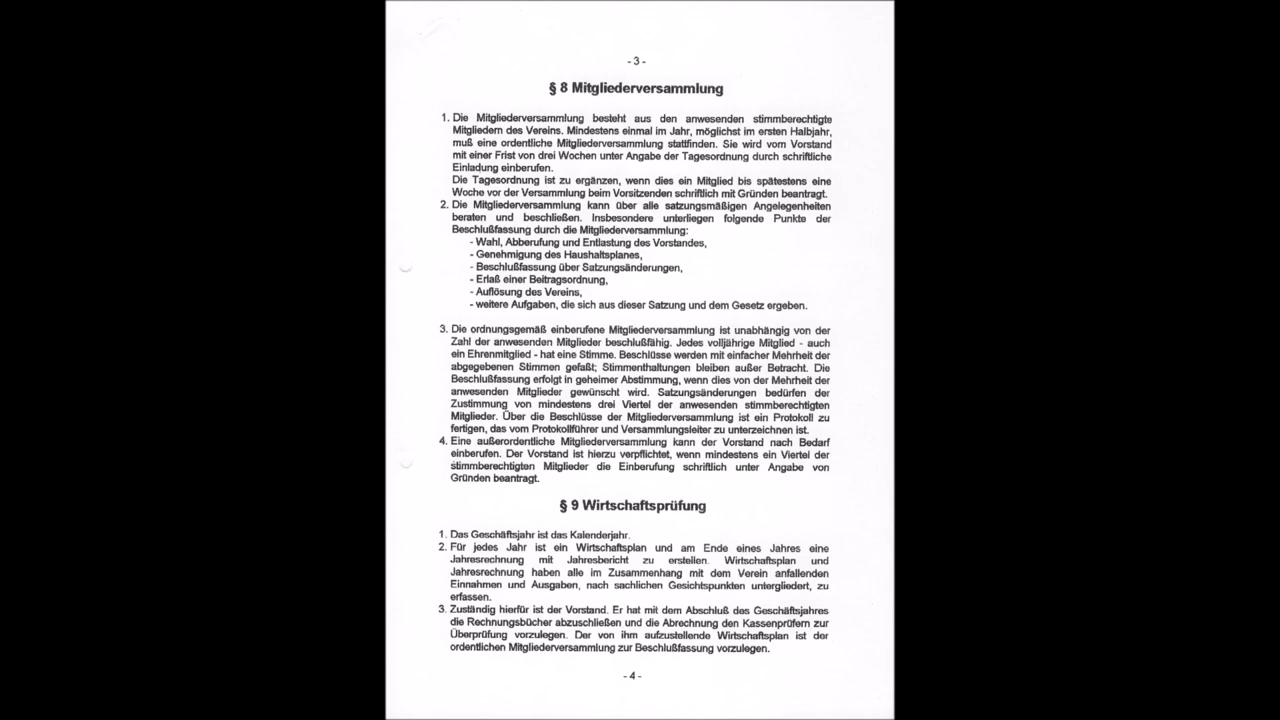 - 3 -
§ 8 Mitgliederversammlung
1. Die Mitgliederversammlung besteht aus den anwesenden stimmberechtigte
Mitgliedern des Vereins. Mindestens einmal im Jahr, möglichst im ersten Halbjahr,
muß eine ordentliche Mitgliederversammlung stattfinden. Sie wird vom Vorstand
mit einer Frist von drei Wochen unter Angabe der Tagesordnung durch schriftliche
Einladung einberufen.
Die Tagesordnung ist zu ergänzen, wenn dies ein Mitglied bis spätestens eine
Woche vor der Versammlung beim Vorsitzenden schriftlich mit Gründen beantragt.
2. Die Mitgliederversammlung kann über alle satzungsmäßigen Angelegenheiten
beraten und beschließen. Insbesondere unterliegen folgende Punkte der
Beschlußfassung durch die Mitgliederversammlung:
- Wahl, Abberufung und Entlastung des Vorstandes,
- Genehmigung des Haushaltsplanes,
- Beschlußfassung über Satzungsänderungen,
- Erlaß einer Beitragsordnung,
- Auflösung des Vereins,
- weitere Aufgaben, die sich aus dieser Satzung und dem Gesetz ergeben.
3. Die ordnungsgemäß einberufene Mitgliederversammlung ist unabhängig von der
Zahl der anwesenden Mitglieder beschlußfähig. Jedes volljährige Mitglied - auch
ein Ehrenmitglied - hat eine Stimme. Beschlüsse werden mit einfacher Mehrheit der
abgegebenen Stimmen gefaßt; Stimmenthaltungen bleiben außer Betracht. Die
Beschlußfassung erfolgt in geheimer Abstimmung, wenn dies von der Mehrheit der
anwesenden Mitglieder gewünscht wird. Satzungsänderungen bedürfen der
Zustimmung von mindestens drei Viertel der anwesenden stimmberechtigten
Mitglieder. Über die Beschlüsse der Mitgliederversammlung ist ein Protokoll zu
fertigen, das vom Protokollführer und Versammlungsleiter zu unterzeichnen ist.
4. Eine außerordentliche Mitgliederversammlung kann der Vorstand nach Bedarf
einberufen. Der Vorstand ist hierzu verpflichtet, wenn mindestens ein Viertel der
stimmberechtigten Mitglieder die Einberufung schriftlich unter Angabe von
Gründen beantragt.
§ 9 Wirtschaftsprüfung
1. Das Geschäftsjahr ist das Kalenderjahr.
2. Für jedes Jahr ist ein Wirtschaftsplan und am Ende eines Jahres eine
Jahresrechnung mit Jahresbericht zu erstellen. Wirtschaftsplan und
Jahresrechnung haben alle im Zusammenhang mit dem Verein anfallenden
Einnahmen und Ausgaben, nach sachlichen Gesichtspunkten untergliedert, zu
erfassen.
3. Zuständig hierfür ist der Vorstand. Er hat mit dem Abschluß des Geschäftsjahres
die Rechnungsbücher abzuschließen und die Abrechnung den Kassenprüfern zur
Überprüfung vorzulegen. Der von ihm aufzustellende Wirtschaftsplan ist der
ordentlichen Mitgliederversammlung zur Beschlußfassung vorzulegen.
- 4 -